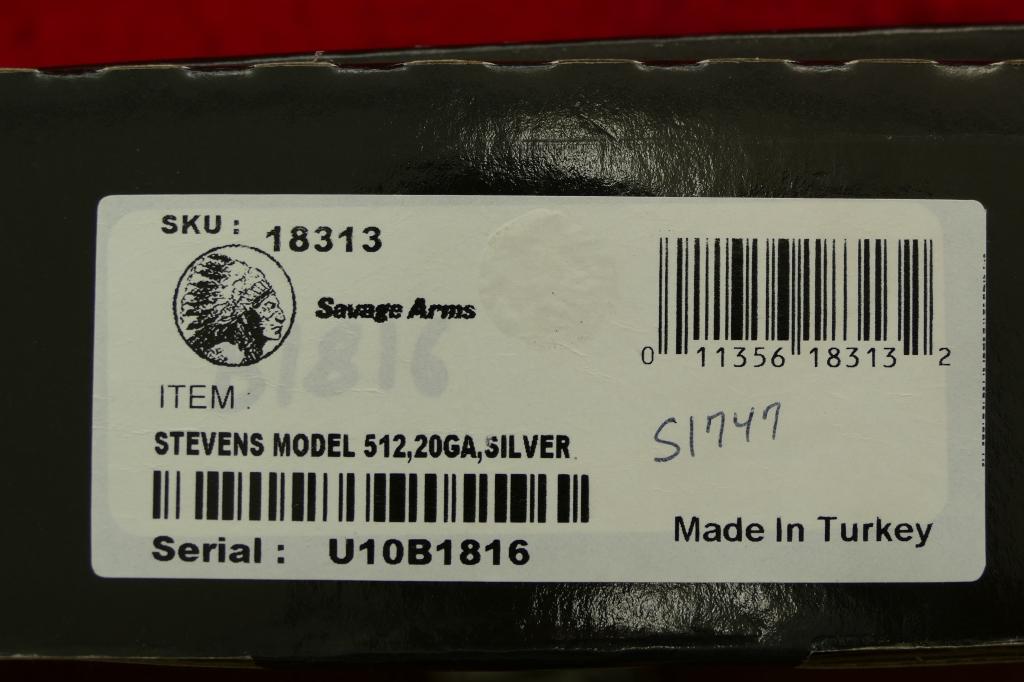 SKU : 18313
Savage Arms
0 11356 18313 2
1816
ITEM :
STEVENS MODEL 512,20GA,SILVER
S1747
Serial : U10B1816
Made In Turkey